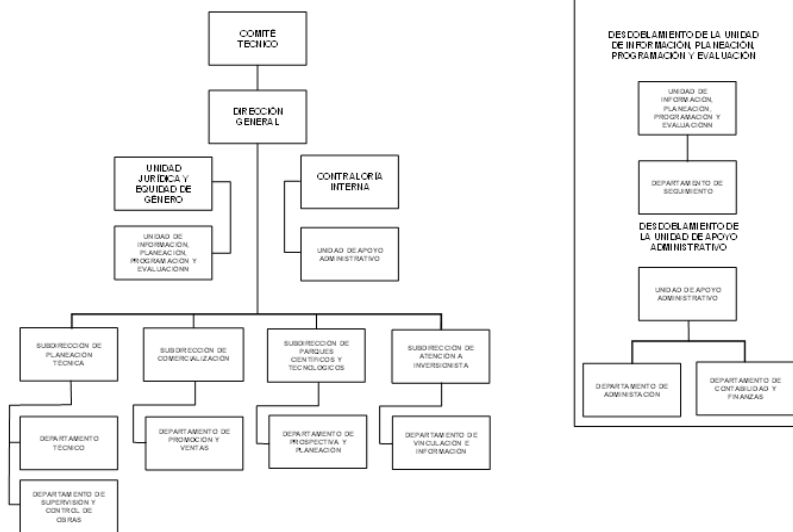 COMITÉ
TECNICO
DIRECCIÓN
GENERAL
UNIDAD
JURÍDICA Y
EQUIDAD DE
GÉNERO
CONTRALORÍA
INTERNA
UNIDAD DE
INFORMACIÓN,
PLANEACIÓN,
PROGRAMACIÓN Y
EVALUACIONN
UNIDAD DE APOYO
ADMINISTRATIVO
SUBDIRECCIÓN DE
PLANEACIÓN
TÉCNICA
SUBDIRECCIÓN DE
COMERCIALIZACIÓN
SUBDIRECCIÓN DE
PARQUES
CIENTÍFICOS Y
TECNOLOGICOS
SUBDIRECCIÓN DE
ATENCIÓN A
INVERSIONISTA
DEPARTAMENTO
TÉCNICO
DEPARTAMENTO DE
PROMOCIÓN Y
VENTAS
DEPARTAMENTO DE
PROSPECTIVA Y
PLANEACIÓN
DEPARTAMENTO DE
VINCULACIÓN E
INFORMACIÓN
DEPARTAMENTO DE
SUPERVISIÓN Y
CONTROL DE
OBRAS
DESDOBLAMIENTO DE LA UNIDAD
DE INFORMACIÓN, PLANEACIÓN,
PROGRAMACIÓN Y EVALUACIÓN
UNIDAD DE
INFORMACIÓN,
PLANEACIÓN,
PROGRAMACIÓN Y
EVALUACIONN
DEPARTAMENTO DE
SEGUIMIENTO
DESDOBLAMIENTO DE
LA UNIDAD DE APOYO
ADMINISTRATIVO
UNIDAD DE APOYO
ADMINISTRATIVO
DEPARTAMENTO DE
ADMINISTACIÓN
DEPARTAMENTO DE
CONTABILIDAD Y
FINANZAS